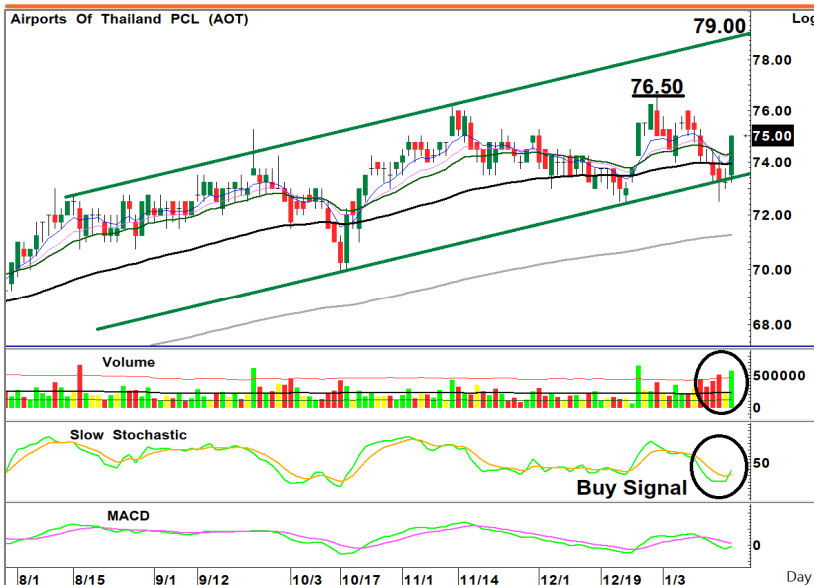 Airports Of Thailand PCL (AOT)
Log
79.00
78.00
76.50
76.00
75.00
74.00
72.00
70.00
68.00
Volume
500000
0
Slow Stochastic
50
Buy Signal
MACD
0
8/1 8/15 9/1 9/12 10/3 10/17 11/1 11/14 12/1 12/19 1/3 Day